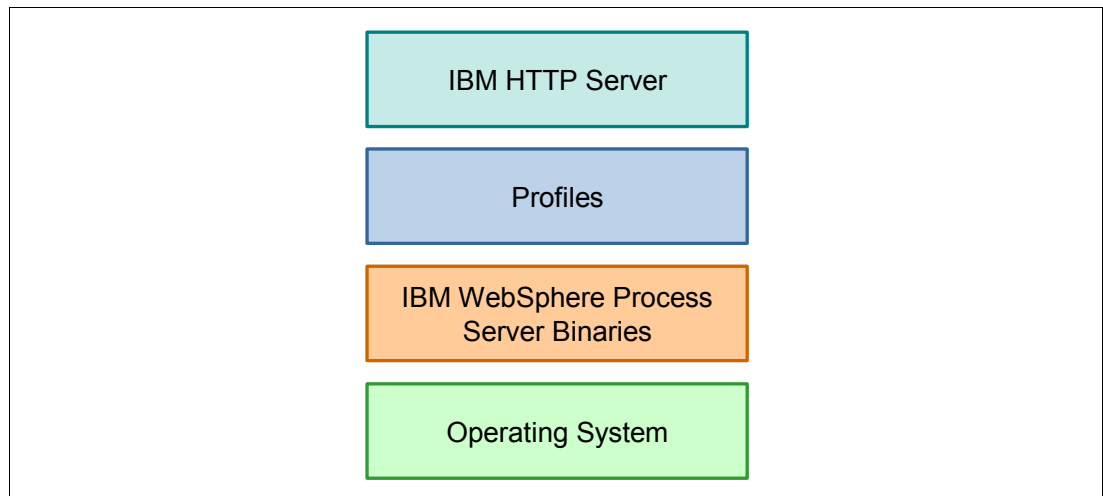 IBM HTTP Server
Profiles
IBM WebSphere Process
Server Binaries
Operating System